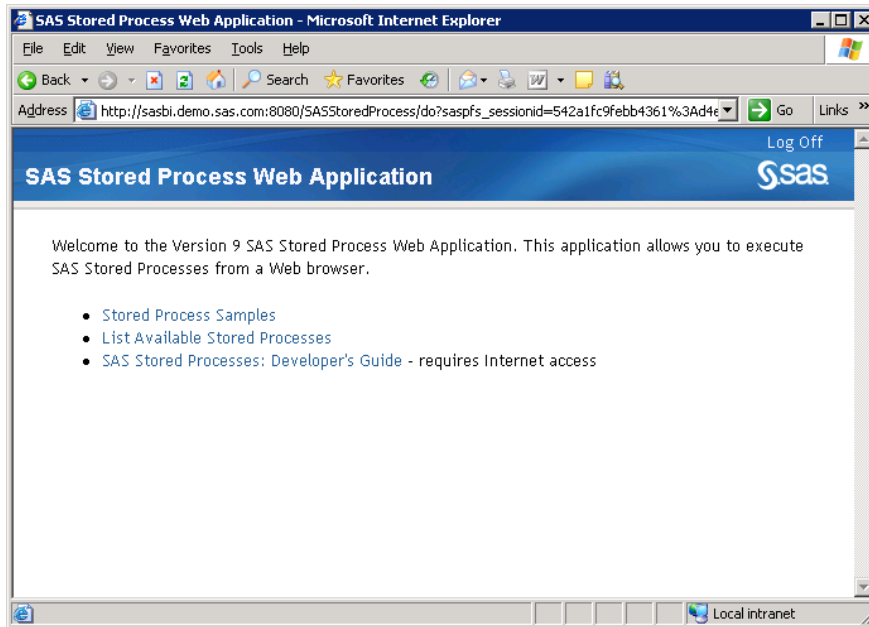 SAS Stored Process Web Application - Microsoft Internet Explorer
File Edit View Favorites Tools Help
Back Search Favorites
Address http://sasbi.demo.sas.com:8080/SASStoredProcess/do?saspfs_sessionid=542a1fc9febb4361%3Ad4e Go Links »
Log Off
SAS Stored Process Web Application
sas
Welcome to the Version 9 SAS Stored Process Web Application. This application allows you to execute
SAS Stored Processes from a Web browser.
• Stored Process Samples
• List Available Stored Processes
• SAS Stored Processes: Developer's Guide - requires Internet access
Local intranet